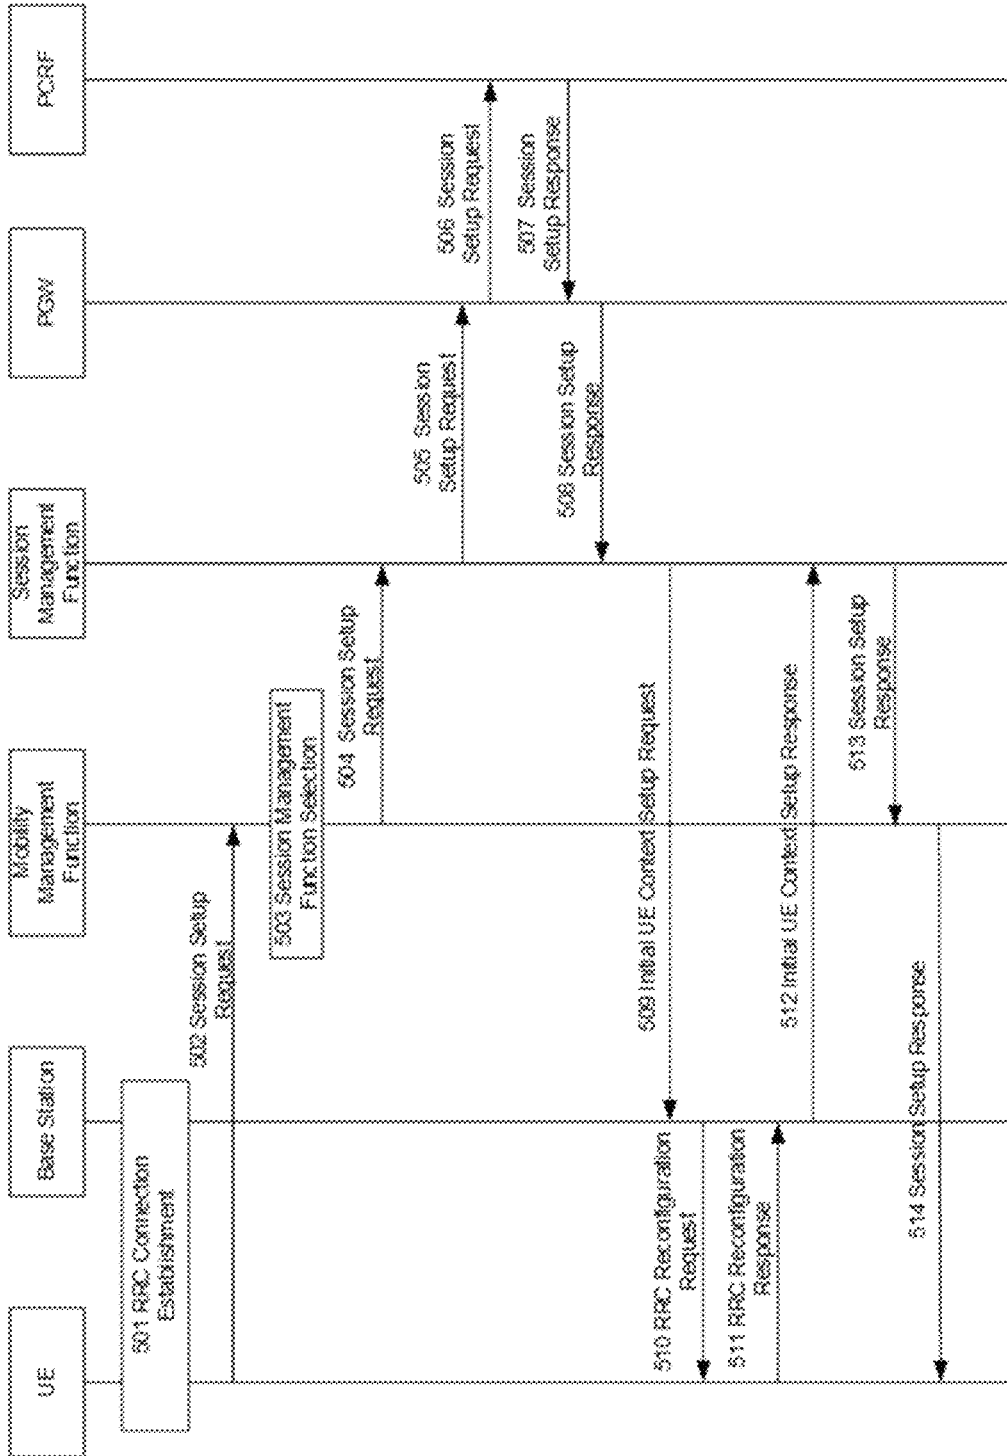 UE
Base Station
Mobility
Management
Function
Session
Management
Function
PGW
PCRF
501 RRC Connection
Establishment
502 Session Setup
Request
503 Session Management
Function Selection
504 Session Setup
Request
505 Session
Setup Request
506 Session
Setup Request
507 Session
Setup Response
508 Session Setup
Response
509 Initial UE Context Setup Request
510 RRC Reconfiguration
Request
511 RRC Reconfiguration
Response
512 Initial UE Context Setup Response
513 Session Setup
Response
514 Session Setup Response